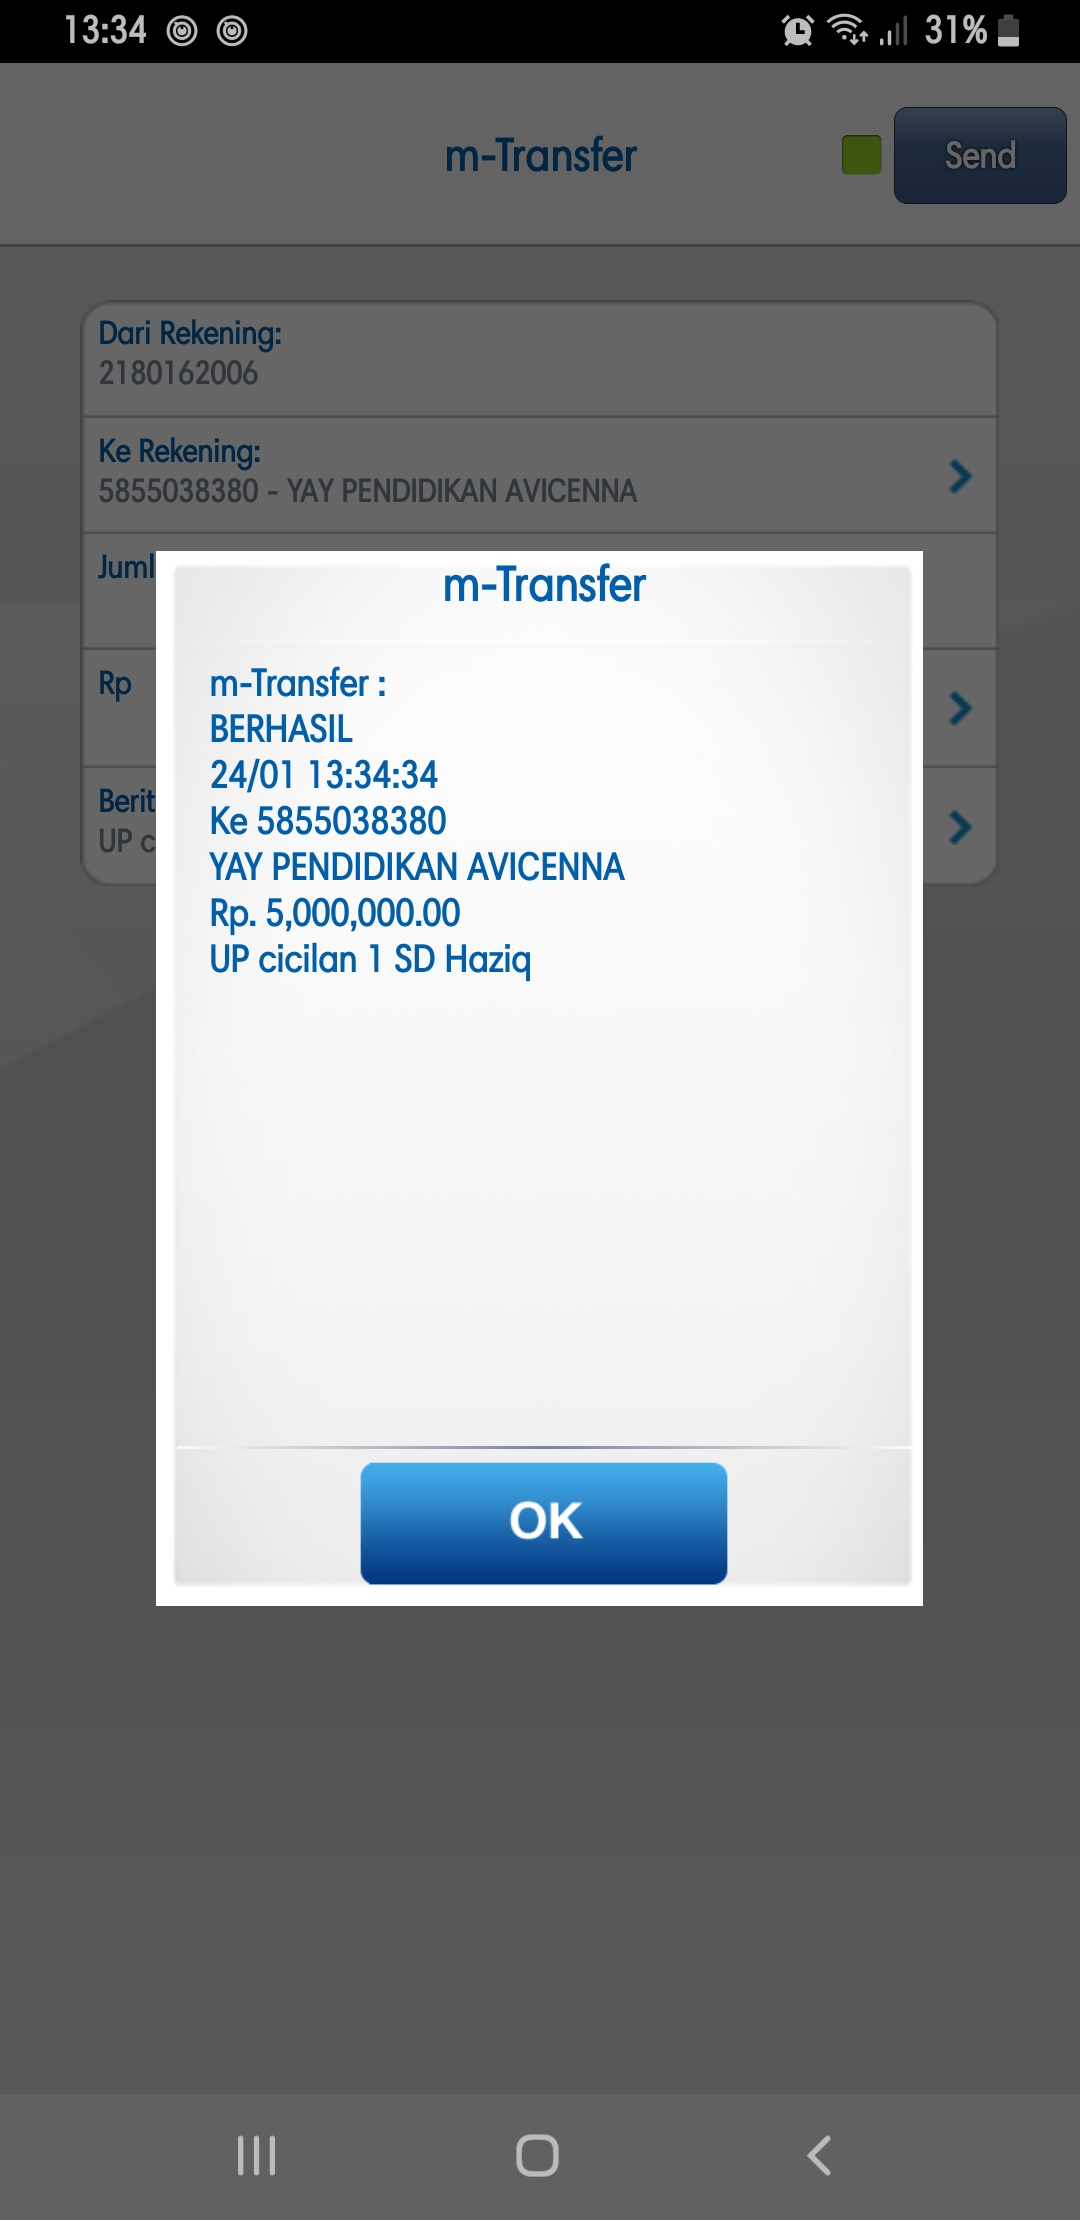 13:34
31%
m-Transfer
Send
Dari Rekening:
2180162006
Ke Rekening:
5855038380 - YAY PENDIDIKAN AVICENNA
Juml
Rp
Berit
UP c
m-Transfer
m-Transfer :
BERHASIL
24/01 13:34:34
Ke 5855038380
YAY PENDIDIKAN AVICENNA
Rp. 5,000,000.00
UP cicilan 1 SD Haziq
OK